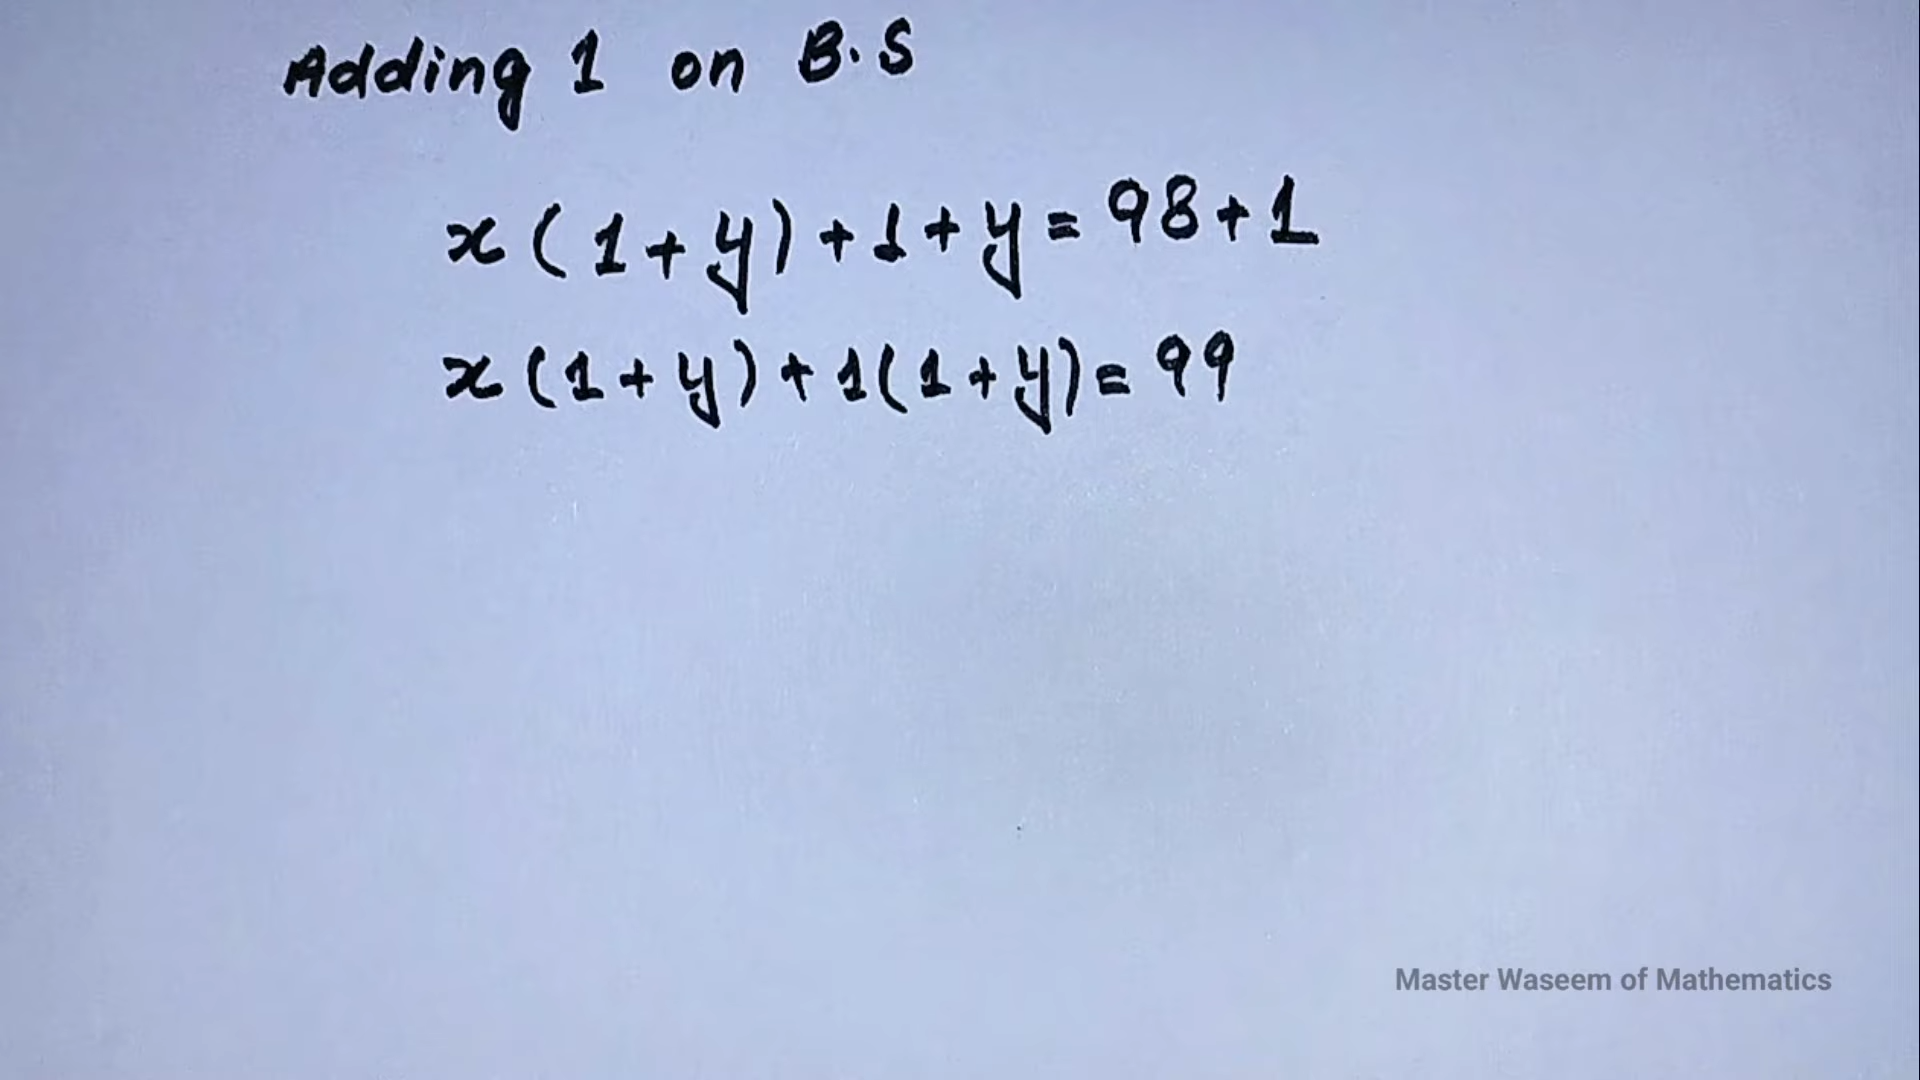 Adding 1 on B.S
x(1+y)+1+y=98+1
x(1+y)+1(1+y)=99
Master Waseem of Mathematics